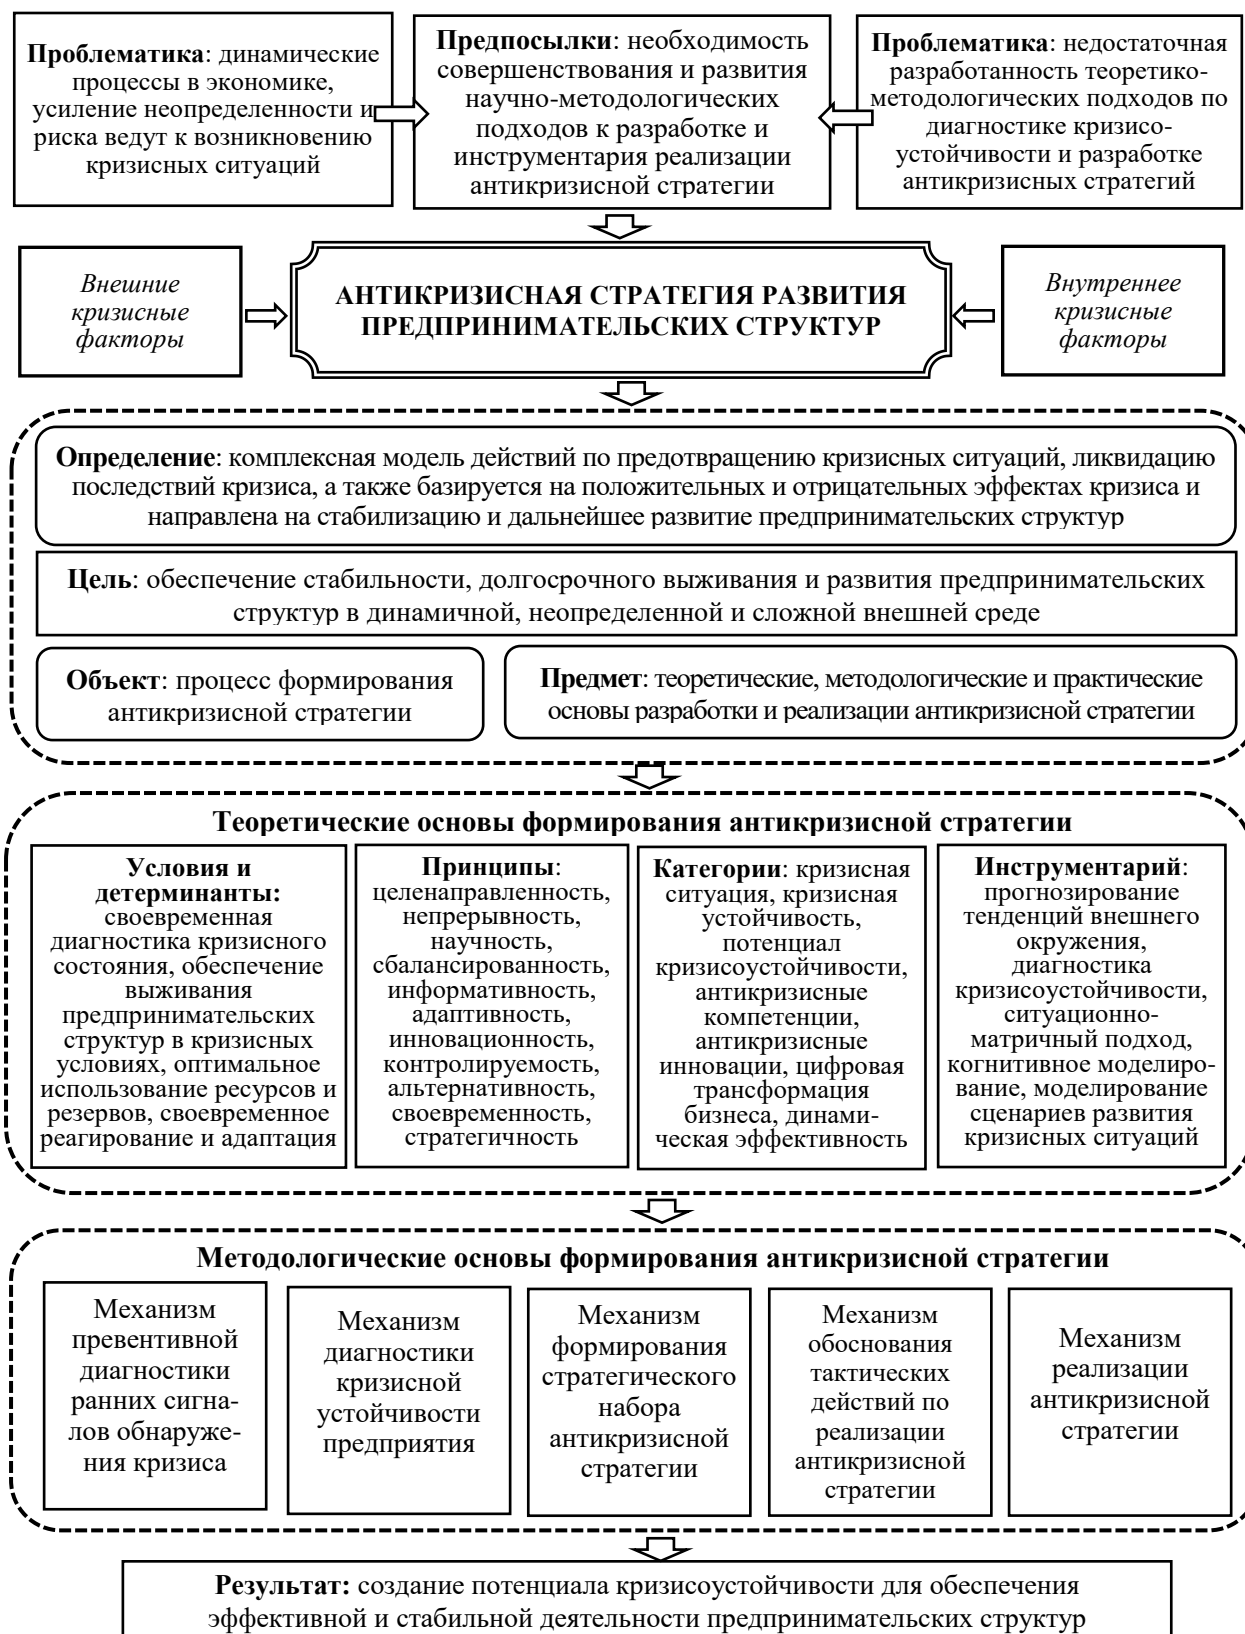 Проблематика: динамические
процессы в экономике,
усиление неопределенности и
риска ведут к возникновению
кризисных ситуаций
Предпосылки: необходимость
совершенствования и развития
научно-методологических
подходов к разработке и
инструментария реализации
антикризисной стратегии
Проблематика: недостаточная
разработанность теоретико-
методологических подходов по
диагностике кризисо-
устойчивости и разработке
антикризисных стратегий
Внешние
кризисные
факторы
АНТИКРИЗИСНАЯ СТРАТЕГИЯ РАЗВИТИЯ
ПРЕДПРИНИМАТЕЛЬСКИХ СТРУКТУР
Внутреннее
кризисные
факторы
Определение: комплексная модель действий по предотвращению кризисных ситуаций, ликвидацию
последствий кризиса, а также базируется на положительных и отрицательных эффектах кризиса и
направлена на стабилизацию и дальнейшее развитие предпринимательских структур
Цель: обеспечение стабильности, долгосрочного выживания и развития предпринимательских
структур в динамичной, неопределенной и сложной внешней среде
Объект: процесс формирования
антикризисной стратегии
Предмет: теоретические, методологические и практические
основы разработки и реализации антикризисной стратегии
Теоретические основы формирования антикризисной стратегии
Условия и
детерминанты:
своевременная
диагностика кризисного
состояния, обеспечение
выживания
предпринимательских
структур в кризисных
условиях, оптимальное
использование ресурсов и
резервов, своевременное
реагирование и адаптация
Принципы:
целенаправленность,
непрерывность,
научность,
сбалансированность,
информативность,
адаптивность,
инновационность,
контролируемость,
альтернативность,
своевременность,
стратегичность
Категории: кризисная
ситуация, кризисная
устойчивость,
потенциал
кризисоустойчивости,
антикризисные
компетенции,
антикризисные
инновации, цифровая
трансформация
бизнеса, динами-
ческая эффективность
Инструментарий:
прогнозирование
тенденций внешнего
окружения,
диагностика
кризисоустойчивости,
ситуационно-
матричный подход,
когнитивное моделиро-
вание, моделирование
сценариев развития
кризисных ситуаций
Методологические основы формирования антикризисной стратегии
Механизм
превентивной
диагностики
ранних сигна-
лов обнаруже-
ния кризиса
Механизм
диагностики
кризисной
устойчивости
предприятия
Механизм
формирования
стратегического
набора
антикризисной
стратегии
Механизм
обоснования
тактических
действий по
реализации
антикризисной
стратегии
Механизм
реализации
антикризисной
стратегии
Результат: создание потенциала кризисоустойчивости для обеспечения
эффективной и стабильной деятельности предпринимательских структур